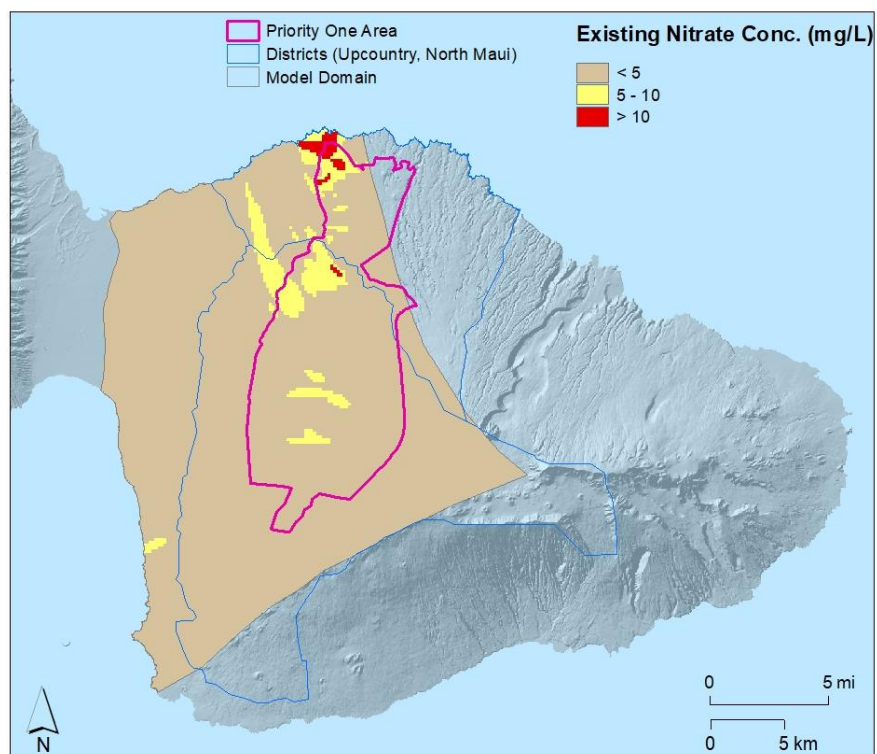 Priority One Area
Districts (Upcountry, North Maui)
Model Domain
Existing Nitrate Conc. (mg/L)
< 5
5 - 10
> 10
0 5 mi
0 5 km
N